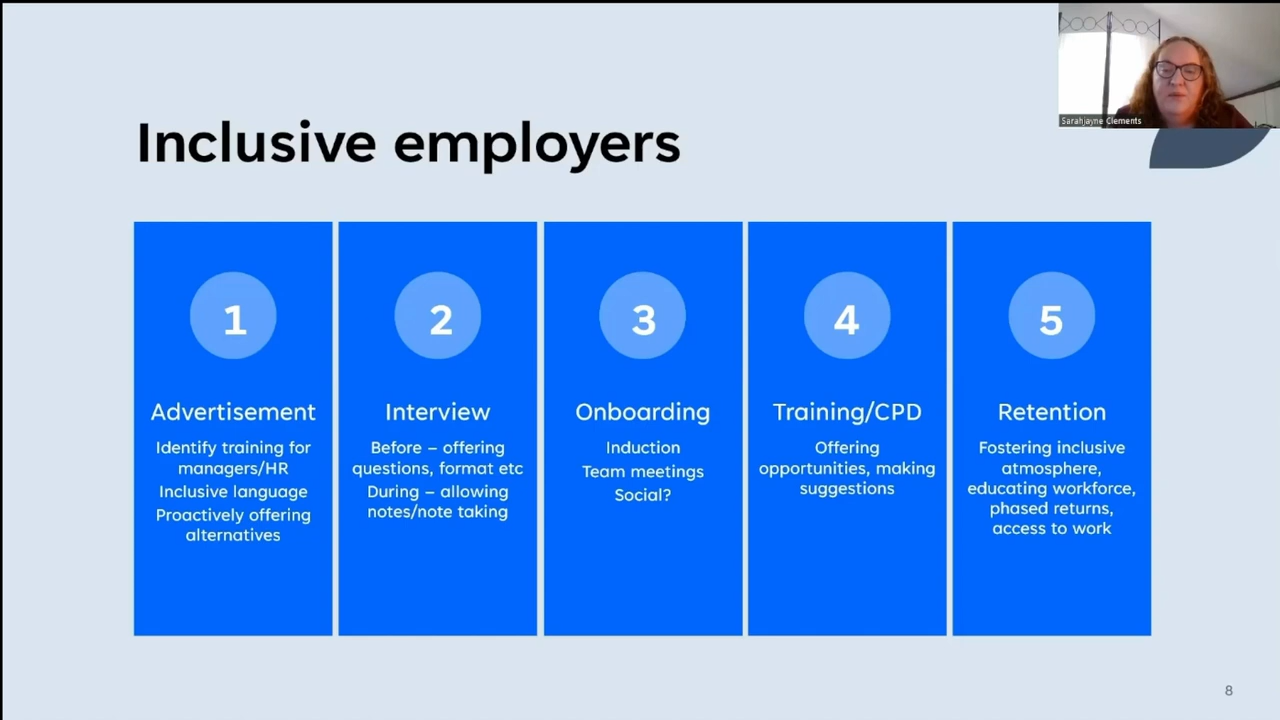 Sarahjayne Clements
Inclusive employers
1
Advertisement
Identify training for
managers/HR
Inclusive language
Proactively offering
alternatives
2
Interview
Before – offering
questions, format etc
During – allowing
notes/note taking
3
Onboarding
Induction
Team meetings
Social?
4
Training/CPD
Offering
opportunities, making
suggestions
5
Retention
Fostering inclusive
atmosphere,
educating workforce,
phased returns,
access to work
8